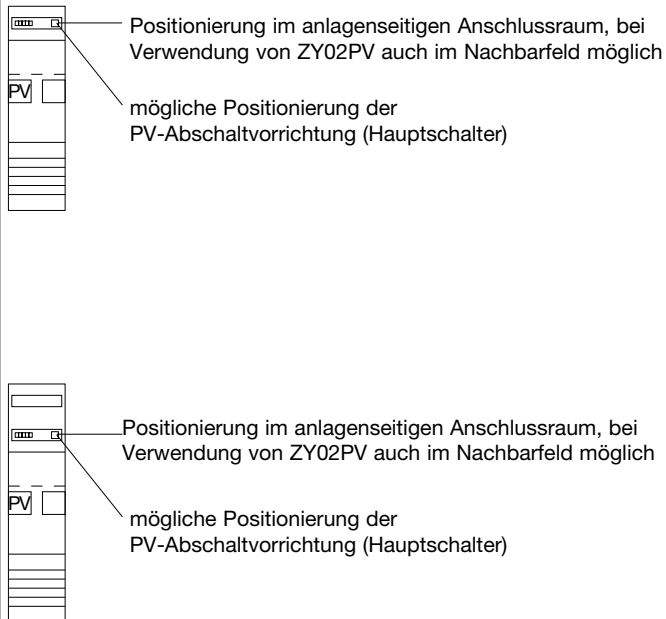 Positionierung im anlagenseitigen Anschlussraum, bei
Verwendung von ZY02PV auch im Nachbarfeld möglich
PV
mögliche Positionierung der
PV-Abschaltvorrichtung (Hauptschalter)
Positionierung im anlagenseitigen Anschlussraum, bei
Verwendung von ZY02PV auch im Nachbarfeld möglich
PV
mögliche Positionierung der
PV-Abschaltvorrichtung (Hauptschalter)